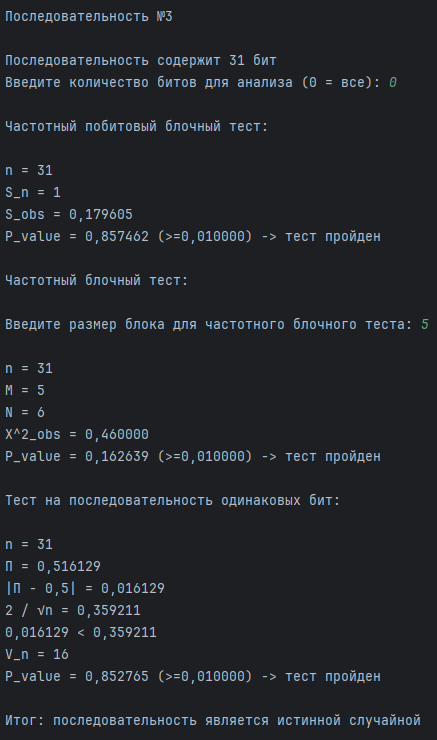 Последовательность №3
Последовательность содержит 31 бит
Введите количество битов для анализа (0 = все): 0
Частотный побитовый блочный тест:
n = 31
S_n = 1
S_obs = 0,179605
P_value = 0,857462 (>=0,010000) -> тест пройден
Частотный блочный тест:
Введите размер блока для частотного блочного теста: 5
n = 31
M = 5
N = 6
X^2_obs = 0,460000
P_value = 0,162639 (>=0,010000) -> тест пройден
Тест на последовательность одинаковых бит:
n = 31
П = 0,516129
|П - 0,5| = 0,016129
2 / √n = 0,359211
0,016129 < 0,359211
V_n = 16
P_value = 0,852765 (>=0,010000) -> тест пройден
Итог: последовательность является истинной случайной